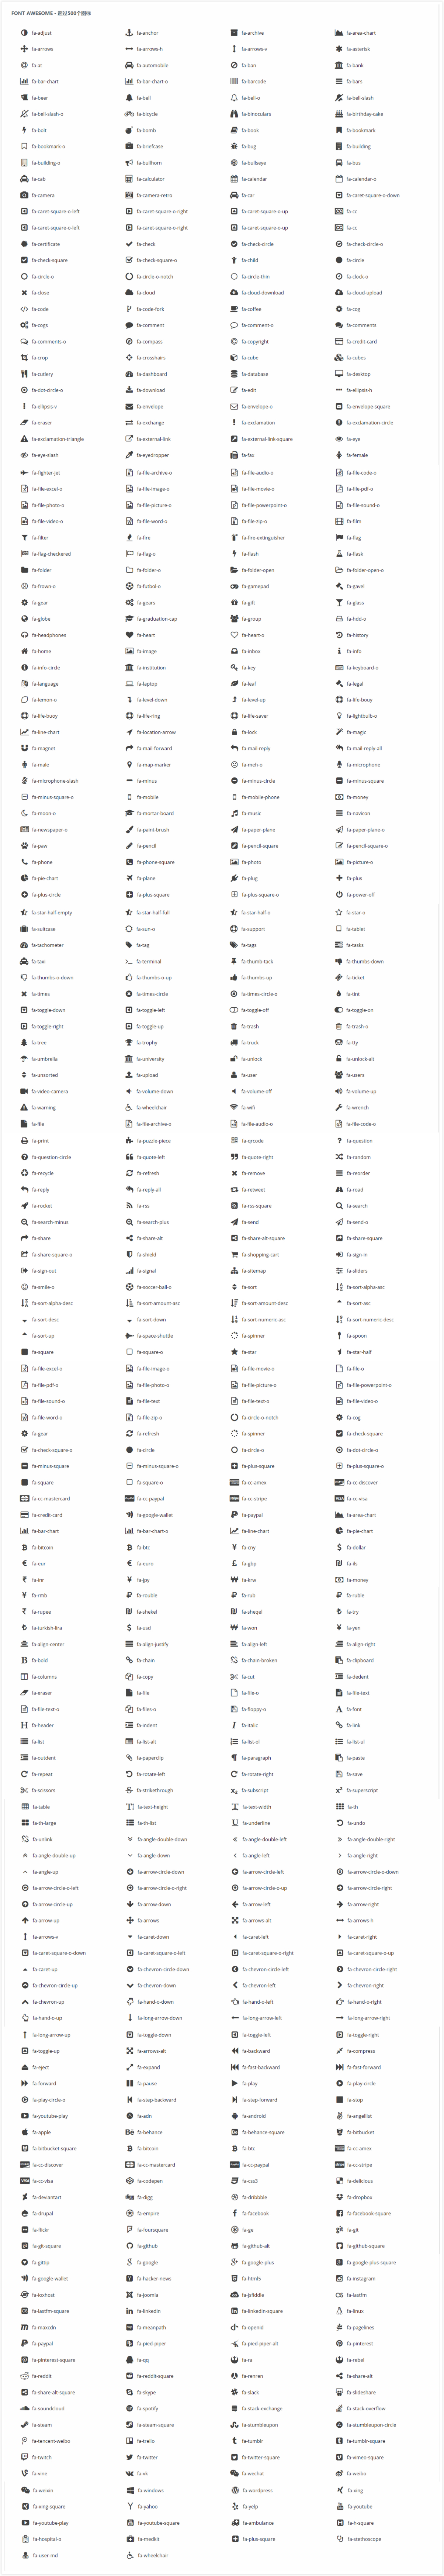 FONT AWESOME - 超过500个图标
fa-adjust fa-anchor fa-archive fa-area-chart
fa-arrows fa-arrows-h fa-arrows-v fa-asterisk
fa-at fa-automobile fa-ban fa-bank
fa-bar-chart fa-bar-chart-o fa-barcode fa-bars
fa-beer fa-bell fa-bell-o fa-bell-slash
fa-bell-slash-o fa-bicycle fa-binoculars fa-birthday-cake
fa-bolt fa-bomb fa-book fa-bookmark
fa-bookmark-o fa-briefcase fa-bug fa-building
fa-building-o fa-bullhorn fa-bullseye fa-bus
fa-cab fa-calculator fa-calendar fa-calendar-o
fa-camera fa-camera-retro fa-car fa-caret-square-o-down
fa-caret-square-o-left fa-caret-square-o-right fa-caret-square-o-up fa-cc
fa-caret-square-o-left fa-caret-square-o-right fa-caret-square-o-up fa-cc
fa-certificate fa-check fa-check-circle fa-check-circle-o
fa-check-square fa-check-square-o fa-child fa-circle
fa-circle-o fa-circle-o-notch fa-circle-thin fa-clock-o
fa-close fa-cloud fa-cloud-download fa-cloud-upload
fa-code fa-code-fork fa-coffee fa-cog
fa-cogs fa-comment fa-comment-o fa-comments
fa-comments-o fa-compass fa-copyright fa-credit-card
fa-crop fa-crosshairs fa-cube fa-cubes
fa-cutlery fa-dashboard fa-database fa-desktop
fa-dot-circle-o fa-download fa-edit fa-ellipsis-h
fa-ellipsis-v fa-envelope fa-envelope-o fa-envelope-square
fa-eraser fa-exchange fa-exclamation fa-exclamation-circle
fa-exclamation-triangle fa-external-link fa-external-link-square fa-eye
fa-eye-slash fa-eyedropper fa-fax fa-female
fa-fighter-jet fa-file-archive-o fa-file-audio-o fa-file-code-o
fa-file-excel-o fa-file-image-o fa-file-movie-o fa-file-pdf-o
fa-file-photo-o fa-file-picture-o fa-file-powerpoint-o fa-file-sound-o
fa-file-video-o fa-file-word-o fa-file-zip-o fa-film
fa-filter fa-fire fa-fire-extinguisher fa-flag
fa-flag-checkered fa-flag-o fa-flash fa-flask
fa-folder fa-folder-o fa-folder-open fa-folder-open-o
fa-frown-o fa-futbol-o fa-gamepad fa-gavel
fa-gear fa-gears fa-gift fa-glass
fa-globe fa-graduation-cap fa-group fa-hdd-o
fa-headphones fa-heart fa-heart-o fa-history
fa-home fa-image fa-inbox fa-info
fa-info-circle fa-institution fa-key fa-keyboard-o
fa-language fa-laptop fa-leaf fa-legal
fa-lemon-o fa-level-down fa-level-up fa-life-bouy
fa-life-buoy fa-life-ring fa-life-saver fa-lightbulb-o
fa-line-chart fa-location-arrow fa-lock fa-magic
fa-magnet fa-mail-forward fa-mail-reply fa-mail-reply-all
fa-male fa-map-marker fa-meh-o fa-microphone
fa-microphone-slash fa-minus fa-minus-circle fa-minus-square
fa-minus-square-o fa-mobile fa-mobile-phone fa-money
fa-moon-o fa-mortar-board fa-music fa-navicon
fa-newspaper-o fa-paint-brush fa-paper-plane fa-paper-plane-o
fa-paw fa-pencil fa-pencil-square fa-pencil-square-o
fa-phone fa-phone-square fa-photo fa-picture-o
fa-pie-chart fa-plane fa-plug fa-plus
fa-plus-circle fa-plus-square fa-plus-square-o fa-power-off
fa-star-half-empty fa-star-half-full fa-star-half-o fa-star-o
fa-suitcase fa-sun-o fa-support fa-tablet
fa-tachometer fa-tag fa-tags fa-tasks
fa-taxi fa-terminal fa-thumb-tack fa-thumbs-down
fa-thumbs-o-down fa-thumbs-o-up fa-thumbs-up fa-ticket
fa-times fa-times-circle fa-times-circle-o fa-tint
fa-toggle-down fa-toggle-left fa-toggle-off fa-toggle-on
fa-toggle-right fa-toggle-up fa-trash fa-trash-o
fa-tree fa-trophy fa-truck fa-tty
fa-umbrella fa-university fa-unlock fa-unlock-alt
fa-unsorted fa-upload fa-user fa-users
fa-video-camera fa-volume-down fa-volume-off fa-volume-up
fa-warning fa-wheelchair fa-wifi fa-wrench
fa-file fa-file-archive-o fa-file-audio-o fa-file-code-o
fa-print fa-puzzle-piece fa-qrcode fa-question
fa-question-circle fa-quote-left fa-quote-right fa-random
fa-recycle fa-refresh fa-remove fa-reorder
fa-reply fa-reply-all fa-retweet fa-road
fa-rocket fa-rss fa-rss-square fa-search
fa-search-minus fa-search-plus fa-send fa-send-o
fa-share fa-share-alt fa-share-alt-square fa-share-square
fa-share-square-o fa-shield fa-shopping-cart fa-sign-in
fa-sign-out fa-signal fa-sitemap fa-sliders
fa-smile-o fa-soccer-ball-o fa-sort fa-sort-alpha-asc
fa-sort-alpha-desc fa-sort-amount-asc fa-sort-amount-desc fa-sort-asc
fa-sort-desc fa-sort-down fa-sort-numeric-asc fa-sort-numeric-desc
fa-sort-up fa-space-shuttle fa-spinner fa-spoon
fa-square fa-square-o fa-star fa-star-half
fa-file-excel-o fa-file-image-o fa-file-movie-o fa-file-o
fa-file-pdf-o fa-file-photo-o fa-file-picture-o fa-file-powerpoint-o
fa-file-sound-o fa-file-text fa-file-text-o fa-file-video-o
fa-file-word-o fa-file-zip-o fa-circle-o-notch fa-cog
fa-gear fa-refresh fa-spinner fa-check-square
fa-check-square-o fa-circle fa-circle-o fa-dot-circle-o
fa-minus-square fa-minus-square-o fa-plus-square fa-plus-square-o
fa-square fa-square-o fa-cc-amex fa-cc-discover
fa-cc-mastercard fa-cc-paypal fa-cc-stripe fa-cc-visa
fa-credit-card fa-google-wallet fa-paypal fa-area-chart
fa-bar-chart fa-bar-chart-o fa-line-chart fa-pie-chart
fa-bitcoin fa-btc fa-cny fa-dollar
fa-eur fa-euro fa-gbp fa-ils
fa-inr fa-jpy fa-krw fa-money
fa-rmb fa-rouble fa-rub fa-ruble
fa-rupee fa-shekel fa-sheqel fa-try
fa-turkish-lira fa-usd fa-won fa-yen
fa-align-center fa-align-justify fa-align-left fa-align-right
fa-bold fa-chain fa-chain-broken fa-clipboard
fa-columns fa-copy fa-cut fa-dedent
fa-eraser fa-file fa-file-o fa-file-text
fa-file-text-o fa-files-o fa-floppy-o fa-font
fa-header fa-indent fa-italic fa-link
fa-list fa-list-alt fa-list-ol fa-list-ul
fa-outdent fa-paperclip fa-paragraph fa-paste
fa-repeat fa-rotate-left fa-rotate-right fa-save
fa-scissors fa-strikethrough fa-subscript fa-superscript
fa-table fa-text-height fa-text-width fa-th
fa-th-large fa-th-list fa-underline fa-undo
fa-unlink fa-angle-double-down fa-angle-double-left fa-angle-double-right
fa-angle-double-up fa-angle-down fa-angle-left fa-angle-right
fa-angle-up fa-arrow-circle-down fa-arrow-circle-left fa-arrow-circle-o-down
fa-arrow-circle-o-left fa-arrow-circle-o-right fa-arrow-circle-o-up fa-arrow-circle-right
fa-arrow-circle-up fa-arrow-down fa-arrow-left fa-arrow-right
fa-arrow-up fa-arrows fa-arrows-alt fa-arrows-h
fa-arrows-v fa-caret-down fa-caret-left fa-caret-right
fa-caret-square-o-down fa-caret-square-o-left fa-caret-square-o-right fa-caret-square-o-up
fa-caret-up fa-chevron-circle-down fa-chevron-circle-left fa-chevron-circle-right
fa-chevron-circle-up fa-chevron-down fa-chevron-left fa-chevron-right
fa-chevron-up fa-hand-o-down fa-hand-o-left fa-hand-o-right
fa-hand-o-up fa-long-arrow-down fa-long-arrow-left fa-long-arrow-right
fa-long-arrow-up fa-toggle-down fa-toggle-left fa-toggle-right
fa-toggle-up fa-arrows-alt fa-backward fa-compress
fa-eject fa-expand fa-fast-backward fa-fast-forward
fa-forward fa-pause fa-play fa-play-circle
fa-play-circle-o fa-step-backward fa-step-forward fa-stop
fa-youtube-play fa-adn fa-android fa-angellist
fa-apple fa-behance fa-behance-square fa-bitbucket
fa-bitbucket-square fa-bitcoin fa-btc fa-cc-amex
fa-cc-discover fa-cc-mastercard fa-cc-paypal fa-cc-stripe
fa-cc-visa fa-codepen fa-css3 fa-delicious
fa-deviantart fa-digg fa-dribbble fa-dropbox
fa-drupal fa-empire fa-facebook fa-facebook-square
fa-flickr fa-foursquare fa-ge fa-git
fa-git-square fa-github fa-github-alt fa-github-square
fa-gittip fa-google fa-google-plus fa-google-plus-square
fa-google-wallet fa-hacker-news fa-html5 fa-instagram
fa-ioxhost fa-joomla fa-jsfiddle fa-lastfm
fa-lastfm-square fa-linkedin fa-linkedin-square fa-linux
fa-maxcdn fa-meanpath fa-openid fa-pagelines
fa-paypal fa-pied-piper fa-pied-piper-alt fa-pinterest
fa-pinterest-square fa-qq fa-ra fa-rebel
fa-reddit fa-reddit-square fa-renren fa-share-alt
fa-share-alt-square fa-skype fa-slack fa-slideshare
fa-soundcloud fa-spotify fa-stack-exchange fa-stack-overflow
fa-steam fa-steam-square fa-stumbleupon fa-stumbleupon-circle
fa-tencent-weibo fa-trello fa-tumblr fa-tumblr-square
fa-twitch fa-twitter fa-twitter-square fa-vimeo-square
fa-vine fa-vk fa-wechat fa-weibo
fa-weixin fa-windows fa-wordpress fa-xing
fa-xing-square fa-yahoo fa-yelp fa-youtube
fa-youtube-play fa-youtube-square fa-ambulance fa-h-square
fa-hospital-o fa-medkit fa-plus-square fa-stethoscope
fa-user-md fa-wheelchair